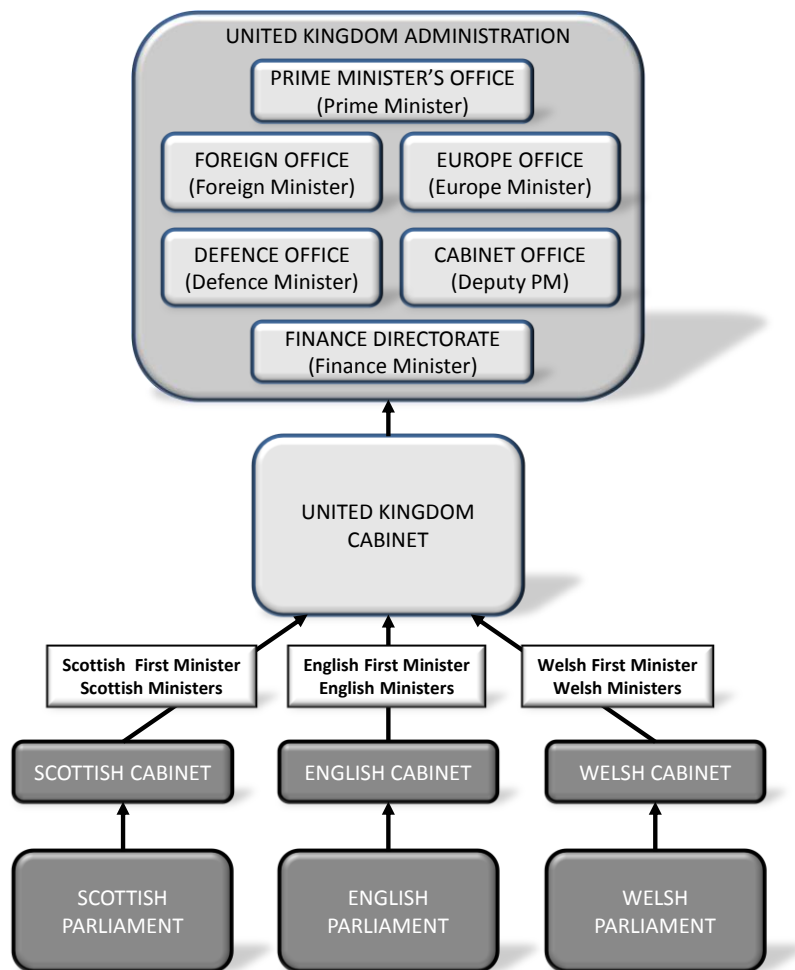 UNITED KINGDOM ADMINISTRATION
PRIME MINISTER'S OFFICE
(Prime Minister)
FOREIGN OFFICE
(Foreign Minister)
EUROPE OFFICE
(Europe Minister)
DEFENCE OFFICE
(Defence Minister)
CABINET OFFICE
(Deputy PM)
FINANCE DIRECTORATE
(Finance Minister)
UNITED KINGDOM
CABINET
Scottish First Minister
Scottish Ministers
English First Minister
English Ministers
Welsh First Minister
Welsh Ministers
SCOTTISH CABINET
ENGLISH CABINET
WELSH CABINET
SCOTTISH
PARLIAMENT
ENGLISH
PARLIAMENT
WELSH
PARLIAMENT